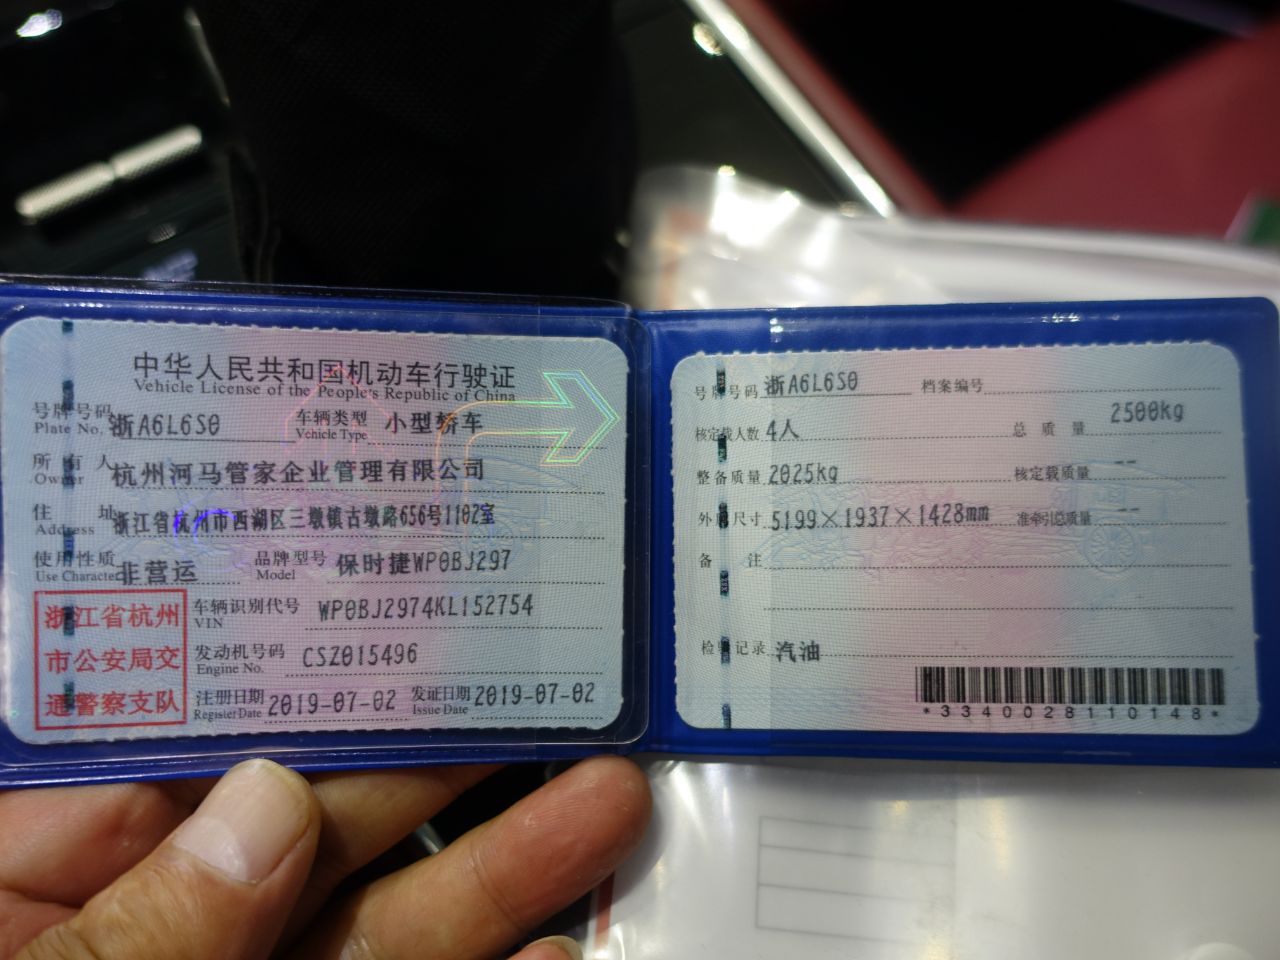 中华人民共和国机动车行驶证
Vehicle License of the People's Republic of China
号牌号码 浙A6L6S0 车辆类型 小型轿车
Plate No. Vehicle Type
所有人 杭州河马管家企业管理有限公司
Owner
住址 浙江省杭州市西湖区三墩镇古墩路656号1102室
Address
使用性质 非营运 品牌型号 保时捷WP0BJ297
Use Character Model
浙江省杭州
市公安局交
通警察支队
车辆识别代号 WP0BJ2974KL152754
VIN
发动机号码 CSZ015496
Engine No.
注册日期 2019-07-02 发证日期 2019-07-02
Register Date Issue Date
号牌号码 浙A6L6S0 档案编号
核定载人数 4人 总质量 2500kg
整备质量 2025kg 核定载质量 --
外廓尺寸 5199×1937×1428mm 准牵引总质量 --
备注
检验记录 汽油
*3340028110148*